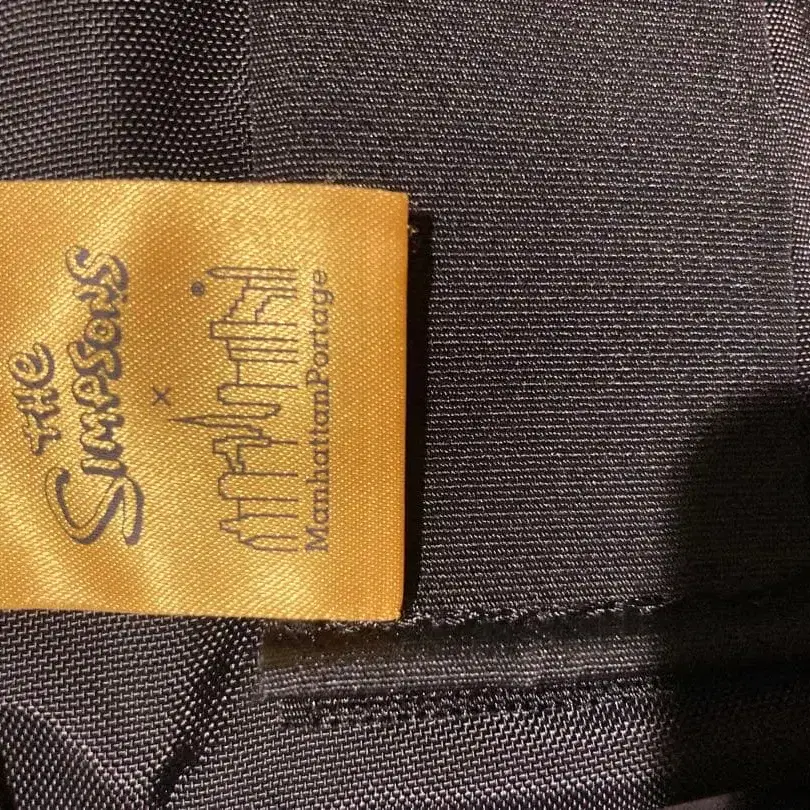 THE
SIMPSONS
×
ManhattanPortage